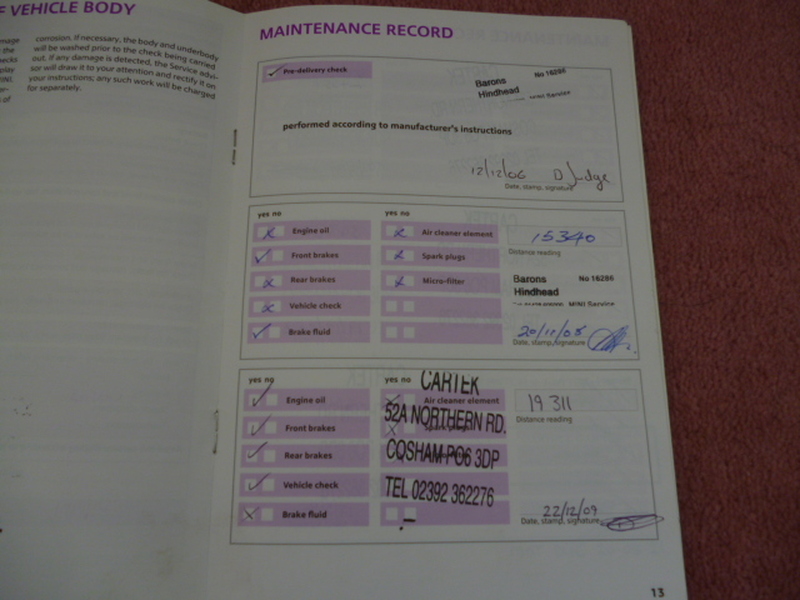 F VEHICLE BODY
corrosion. If necessary, the body and underbody
will be washed prior to the check being carried
out. If any damage is detected, the Service advi-
sor will draw it to your attention and rectify it on
your instructions; any such work will be charged
for separately.
MAINTENANCE RECORD
Pre-delivery check
Barons No 16286
Hindhead
MINI Service
performed according to manufacturer's instructions
12/12/06 D Judge
Date, stamp, signature
yes no yes no
Engine oil Air cleaner element 15340
Distance reading
Front brakes Spark plugs
Rear brakes Micro-filter
Barons No 16286
Hindhead
MINI Service
Vehicle check
Brake fluid
20/11/08
Date, stamp, signature
yes no yes no
CARTEK
Engine oil Air cleaner element 19 311
Distance reading
52A NORTHERN RD.
Front brakes
Rear brakes
COSHAM PO6 3DP
Vehicle check
TEL 02392 362276
Brake fluid
22/12/09
Date, stamp, signature
13